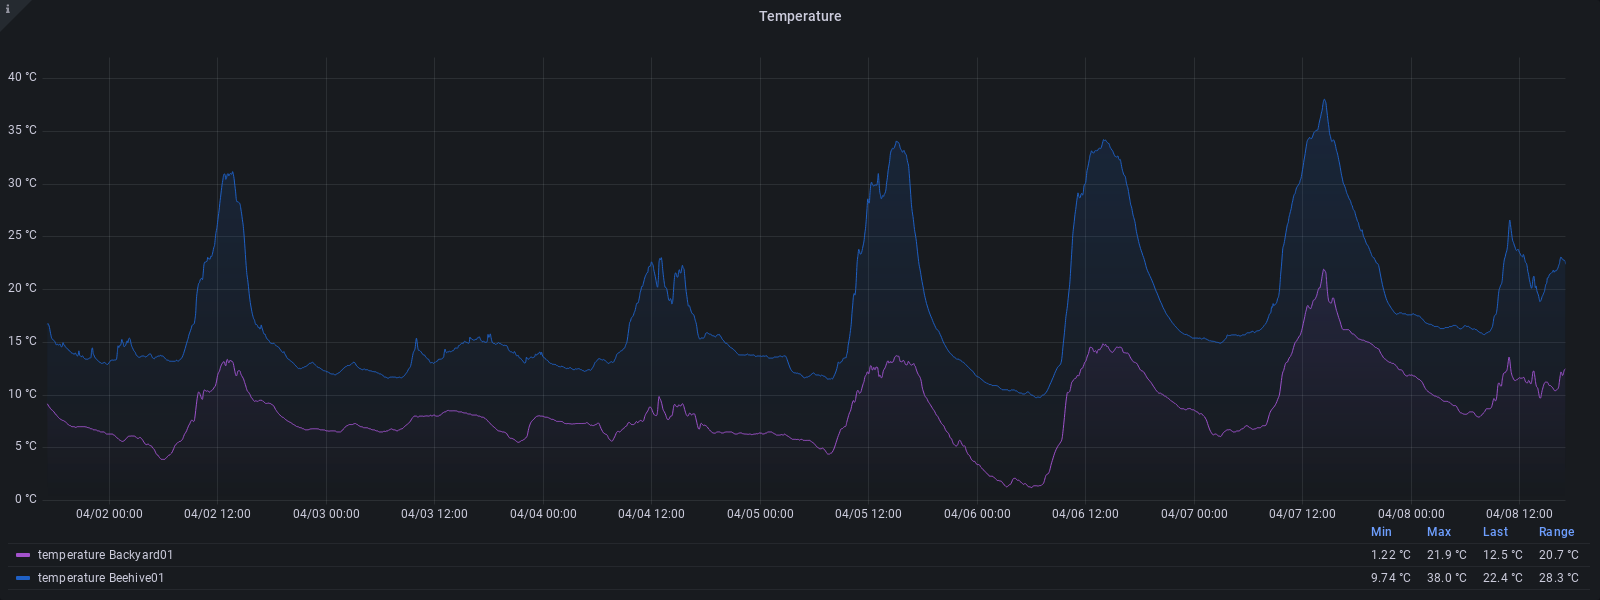 i
Temperature
40 °C
35 °C
30 °C
25 °C
20 °C
15 °C
10 °C
5 °C
0 °C
04/02 00:00 04/02 12:00 04/03 00:00 04/03 12:00 04/04 00:00 04/04 12:00 04/05 00:00 04/05 12:00 04/06 00:00 04/06 12:00 04/07 00:00 04/07 12:00 04/08 00:00 04/08 12:00
Min Max Last Range
temperature Backyard01 1.22 °C 21.9 °C 12.5 °C 20.7 °C
temperature Beehive01 9.74 °C 38.0 °C 22.4 °C 28.3 °C